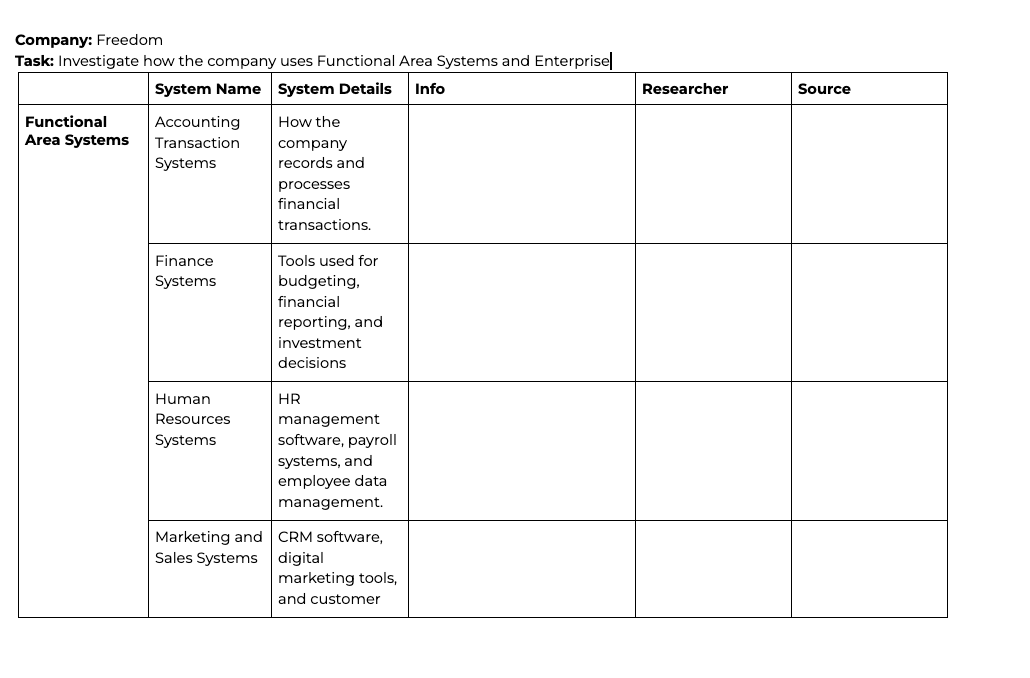 Company: Freedom
Task: Investigate how the company uses Functional Area Systems and Enterprise
System Name
System Details
Info
Researcher
Source
Functional
Area Systems
Accounting
Transaction
Systems
How the
company
records and
processes
financial
transactions.
Finance
Systems
Tools used for
budgeting,
financial
reporting, and
investment
decisions
Human
Resources
Systems
HR
management
software, payroll
systems, and
employee data
management.
Marketing and
Sales Systems
CRM software,
digital
marketing tools,
and customer